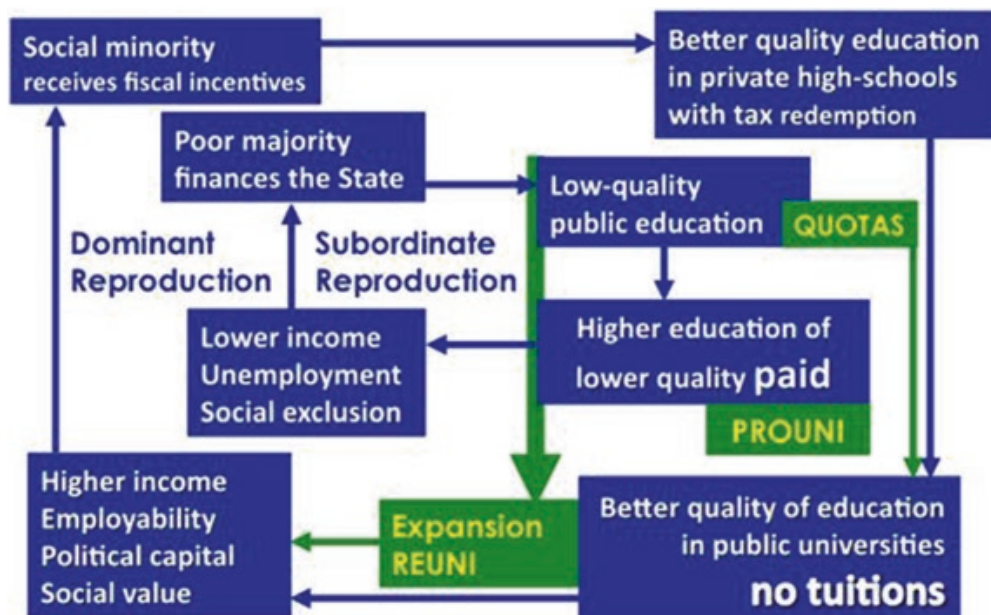 Social minority
receives fiscal incentives
Better quality education
in private high-schools
with tax redemption
Poor majority
finances the State
Low-quality
public education
QUOTAS
Dominant
Reproduction
Subordinate
Reproduction
Lower income
Unemployment
Social exclusion
Higher education of
lower quality paid
PROUNI
Higher income
Employability
Political capital
Social value
Expansion
REUNI
Better quality of education
in public universities
no tuitions